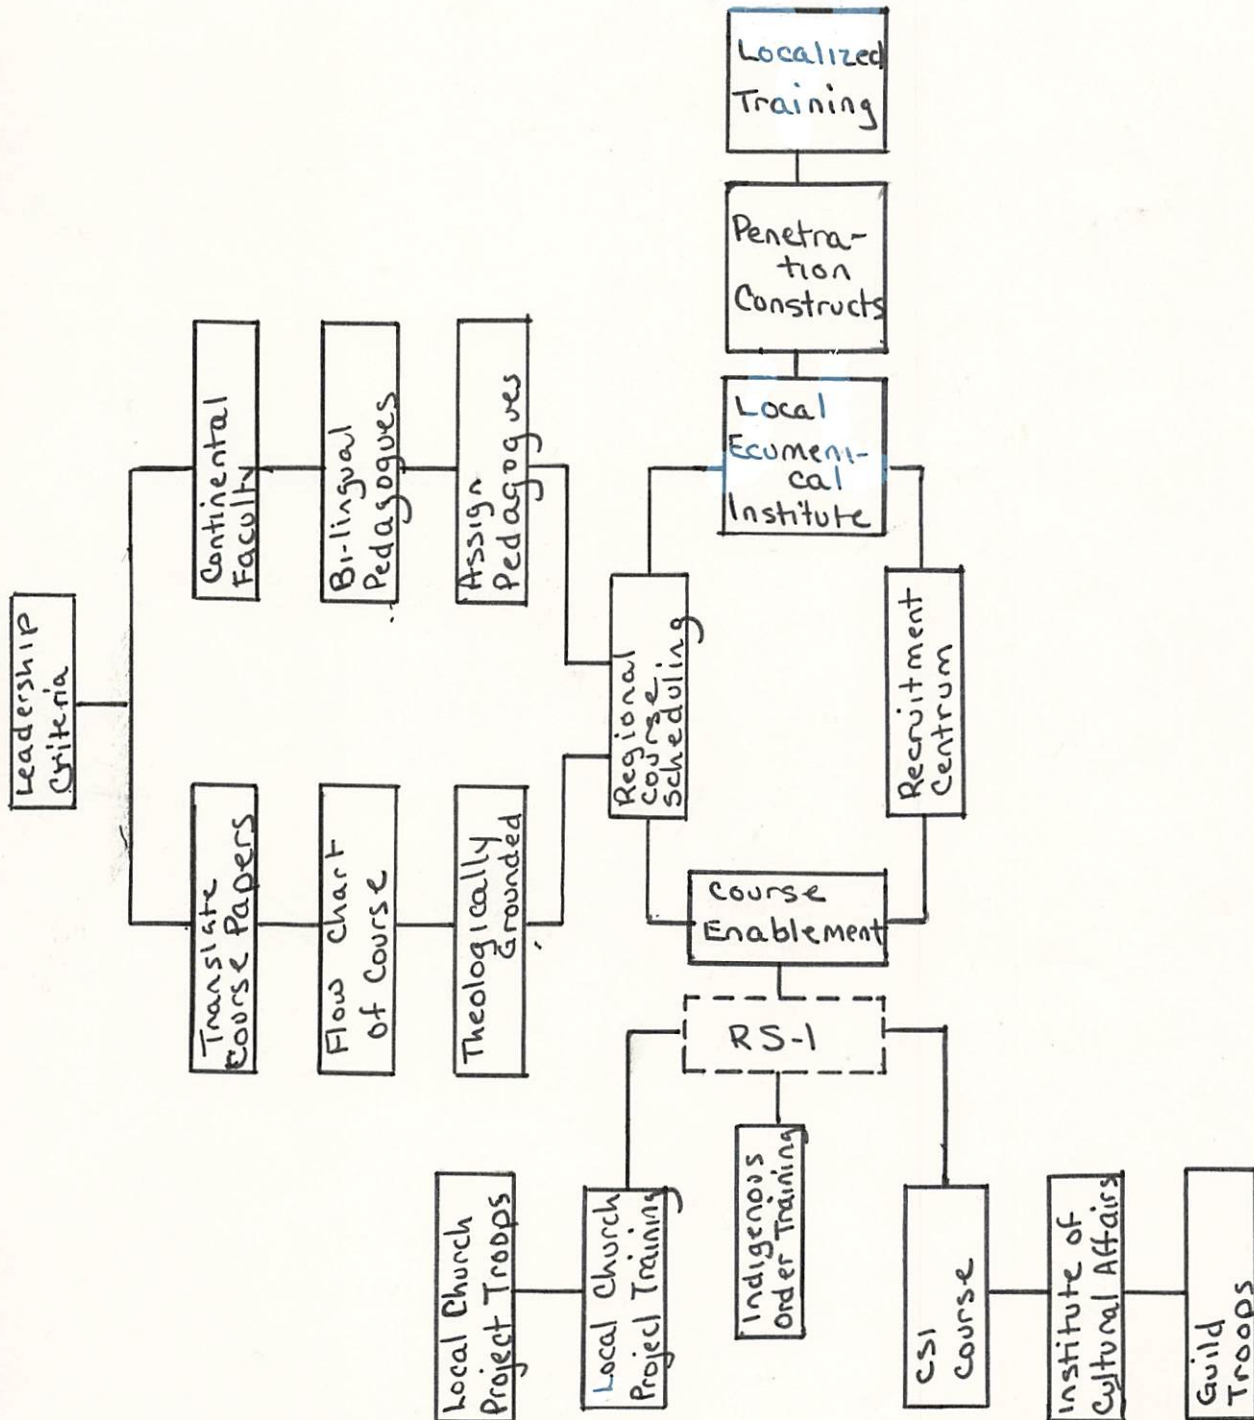 Localized
Training
Penetra-
tion
Constructs
Local
Ecumeni-
cal
Institute
Leadership
Criteria
Continental
Faculty
Bi-lingual
Pedagogues
Assign
Pedagogues
Translate
Course Papers
Flow Chart
of Course
Theologically
Grounded
Regional
Course
Scheduling
Recruitment
Centrum
Course
Enablement
RS-1
Local Church
Project Troops
Local Church
Project Training
Indigenous
Order Training
CSI
Course
Institute of
Cultural Affairs
Guild
Troops